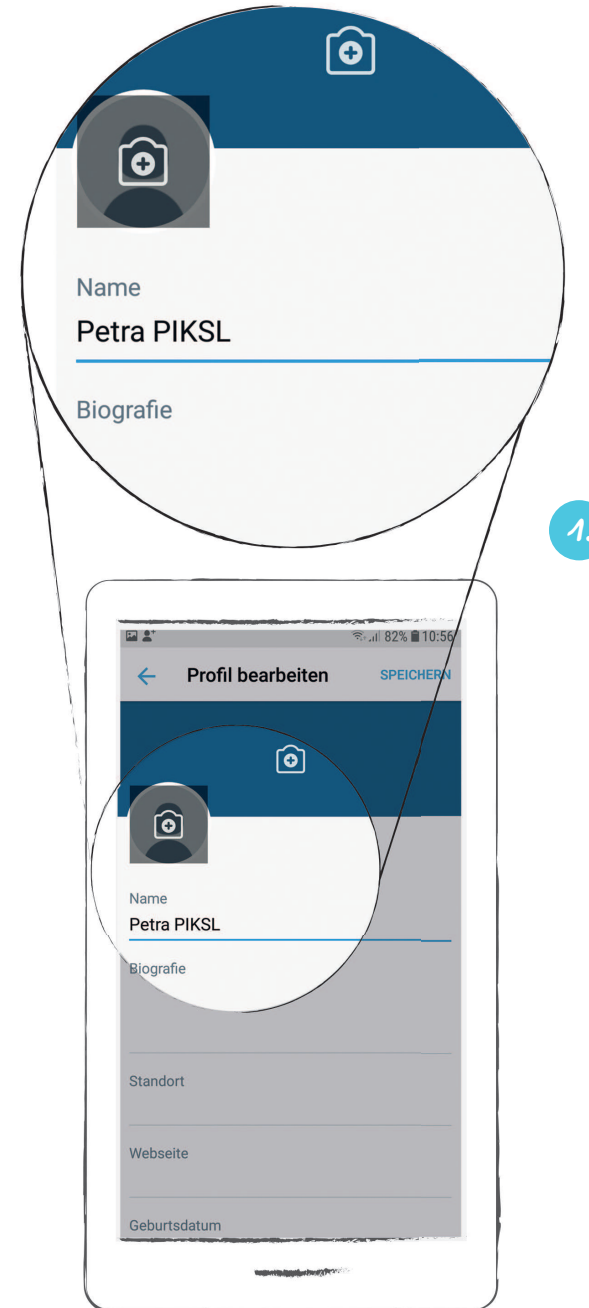 Name
Petra PIKSL
Biografie
1.
82% 10:56
Profil bearbeiten SPEICHERN
Name
Petra PIKSL
Biografie
Standort
Webseite
Geburtsdatum